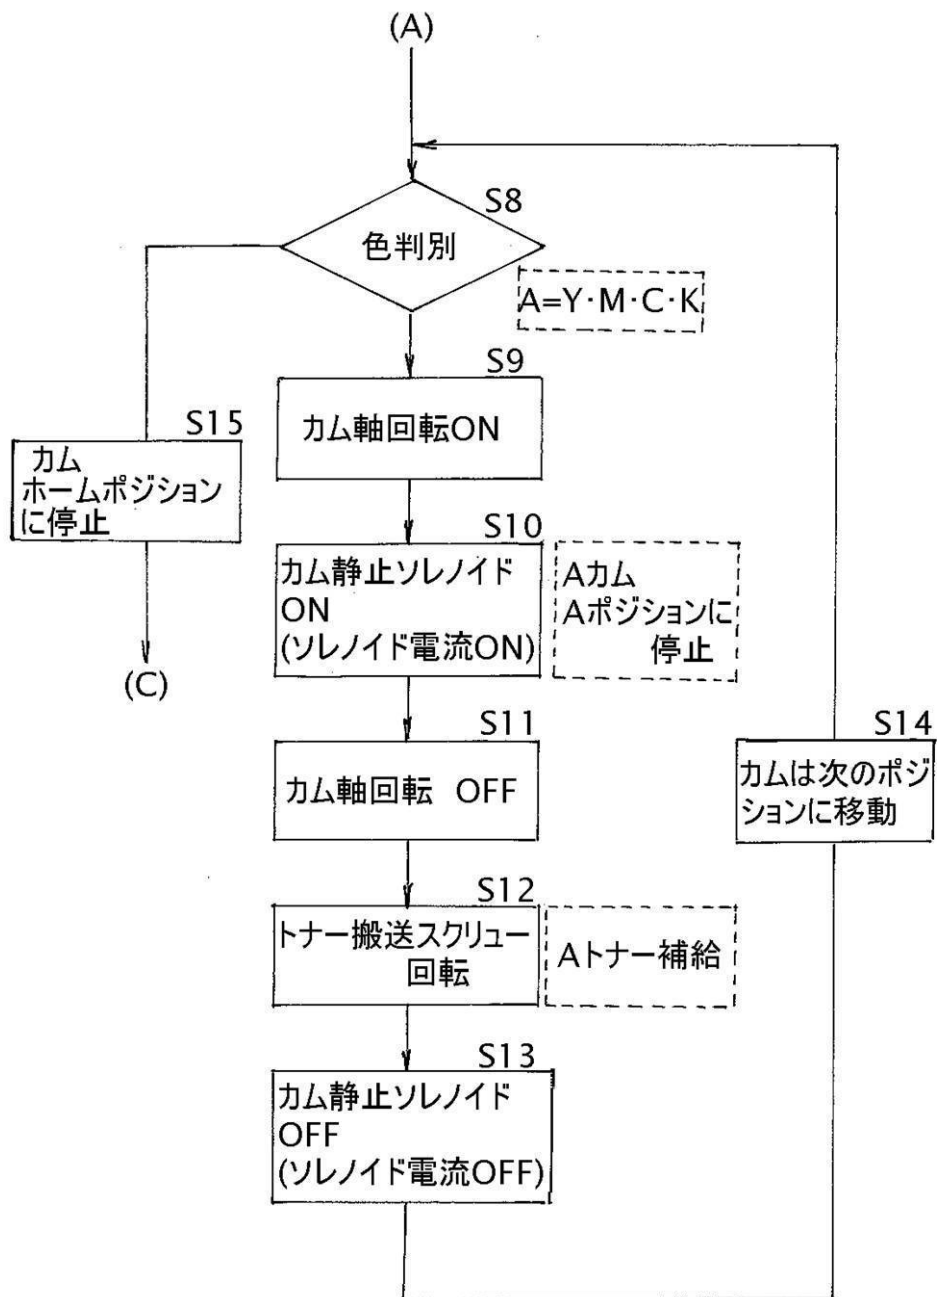 (A)
S8
色判別
A=Y·M·C·K
S9
カム軸回転ON
S15
カム
ホームポジション
に停止
(C)
S10
カム静止ソレノイド
ON
(ソレノイド電流ON)
Aカム
Aポジションに
停止
S11
カム軸回転 OFF
S14
カムは次のポジ
ションに移動
S12
トナー搬送スクリュー
回転
Aトナー補給
S13
カム静止ソレノイド
OFF
(ソレノイド電流OFF)